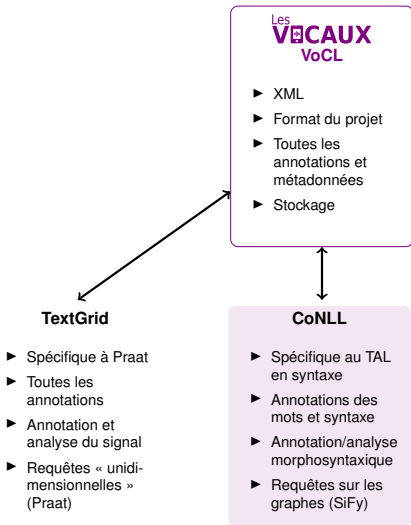 Les
VOCAUX
VoCL
► XML
► Format du projet
► Toutes les
annotations et
métadonnées
► Stockage
TextGrid
► Spécifique à Praat
► Toutes les
annotations
► Annotation et
analyse du signal
► Requêtes « unidi-
mensionnelles »
(Praat)
CoNLL
► Spécifique au TAL
en syntaxe
► Annotations des
mots et syntaxe
► Annotation/analyse
morphosyntaxique
► Requêtes sur les
graphes (SiFy)